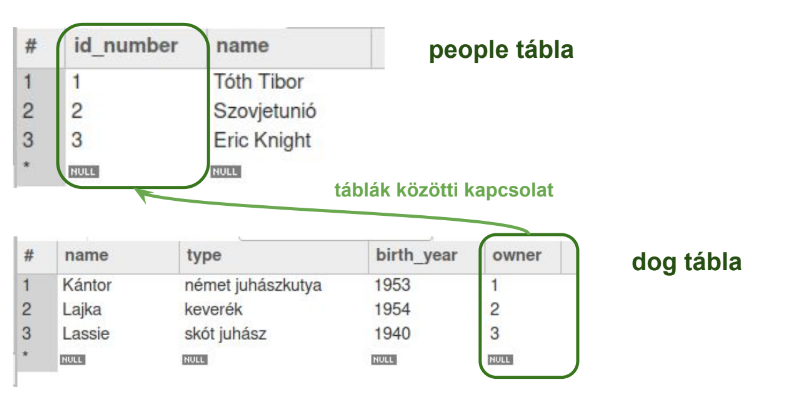 # id_number name
people tábla
1 1 Tóth Tibor
2 2 Szovjetunió
3 3 Eric Knight
* NULL NULL
táblák közötti kapcsolat
# name type birth_year owner
dog tábla
1 Kántor német juhászkutya 1953 1
2 Lajka keverék 1954 2
3 Lassie skót juhász 1940 3
* NULL NULL NULL NULL